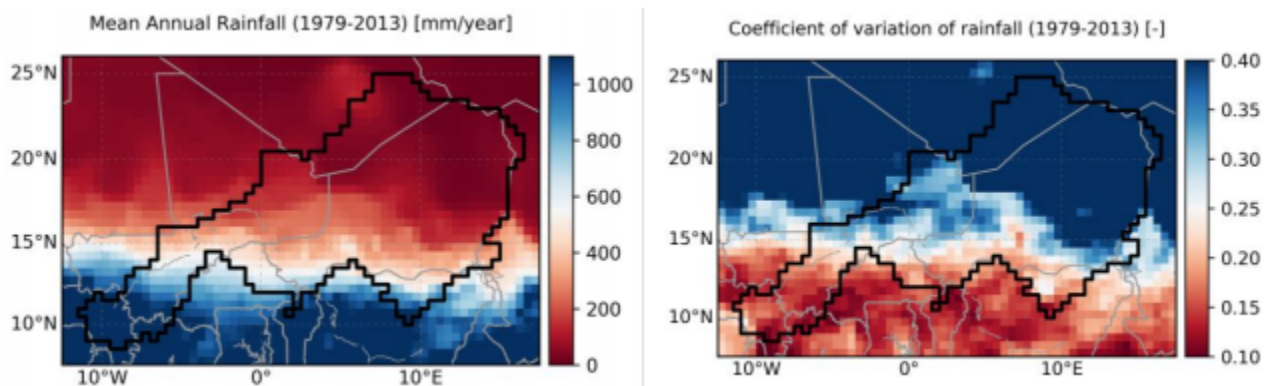 Mean Annual Rainfall (1979-2013) [mm/year]
25°N
20°N
15°N
10°N
10°W
0°
10°E
1000
800
600
400
200
0
Coefficient of variation of rainfall (1979-2013) [-]
25°N
20°N
15°N
10°N
10°W
0°
10°E
0.40
0.35
0.30
0.25
0.20
0.15
0.10